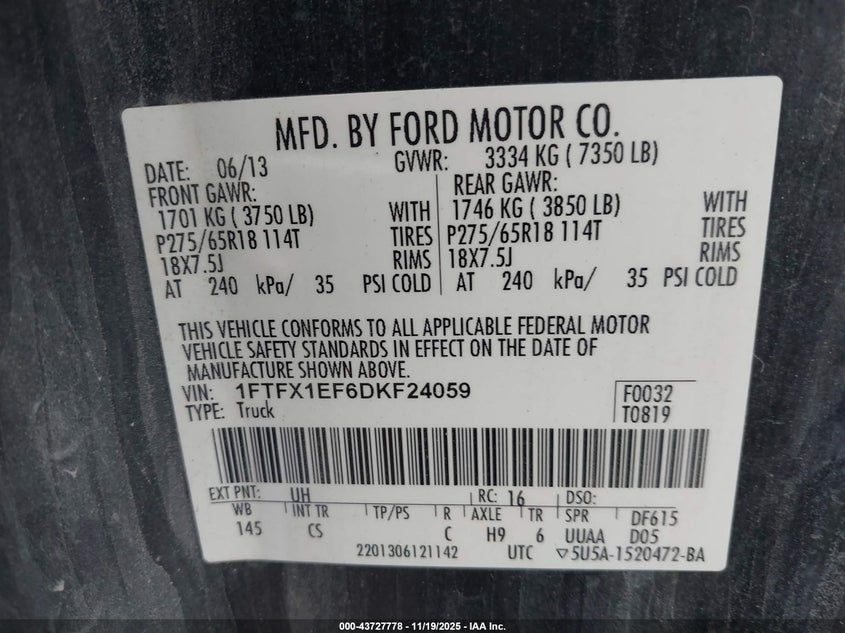 MFD. BY FORD MOTOR CO.
DATE: 06/13 GVWR: 3334 KG ( 7350 LB)
FRONT GAWR: REAR GAWR:
1701 KG ( 3750 LB) WITH 1746 KG ( 3850 LB) WITH
P275/65R18 114T TIRES P275/65R18 114T TIRES
18X7.5J RIMS 18X7.5J RIMS
AT 240 kPa/ 35 PSI COLD AT 240 kPa/ 35 PSI COLD
THIS VEHICLE CONFORMS TO ALL APPLICABLE FEDERAL MOTOR
VEHICLE SAFETY STANDARDS IN EFFECT ON THE DATE OF
MANUFACTURE SHOWN ABOVE.
VIN: 1FTFX1EF6DKF24059 F0032
TYPE: Truck T0819
EXT PNT: UH RC: 16 DSO:
WB INT TR TP/PS R AXLE TR SPR DF615
145 CS C H9 6 UUAA D05
2201306121142 UTC ▽5U5A-1520472-BA
000-43727778 - 11/19/2025 - IAA Inc.